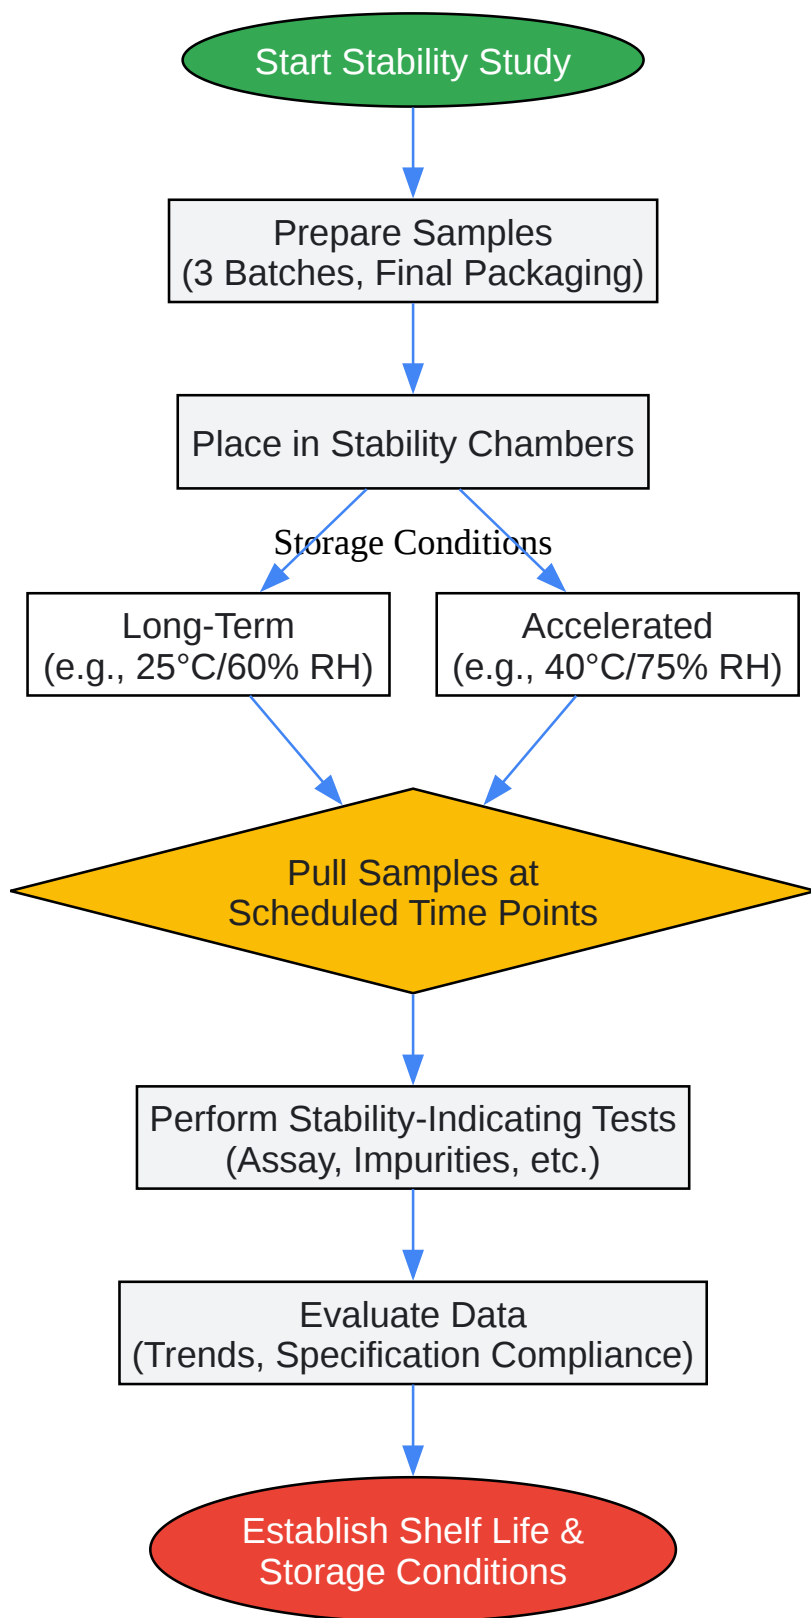 Start Stability Study
Prepare Samples
(3 Batches, Final Packaging)
Place in Stability Chambers
Storage Conditions
Long-Term
(e.g., 25°C/60% RH)
Accelerated
(e.g., 40°C/75% RH)
Pull Samples at
Scheduled Time Points
Perform Stability-Indicating Tests
(Assay, Impurities, etc.)
Evaluate Data
(Trends, Specification Compliance)
Establish Shelf Life &
Storage Conditions